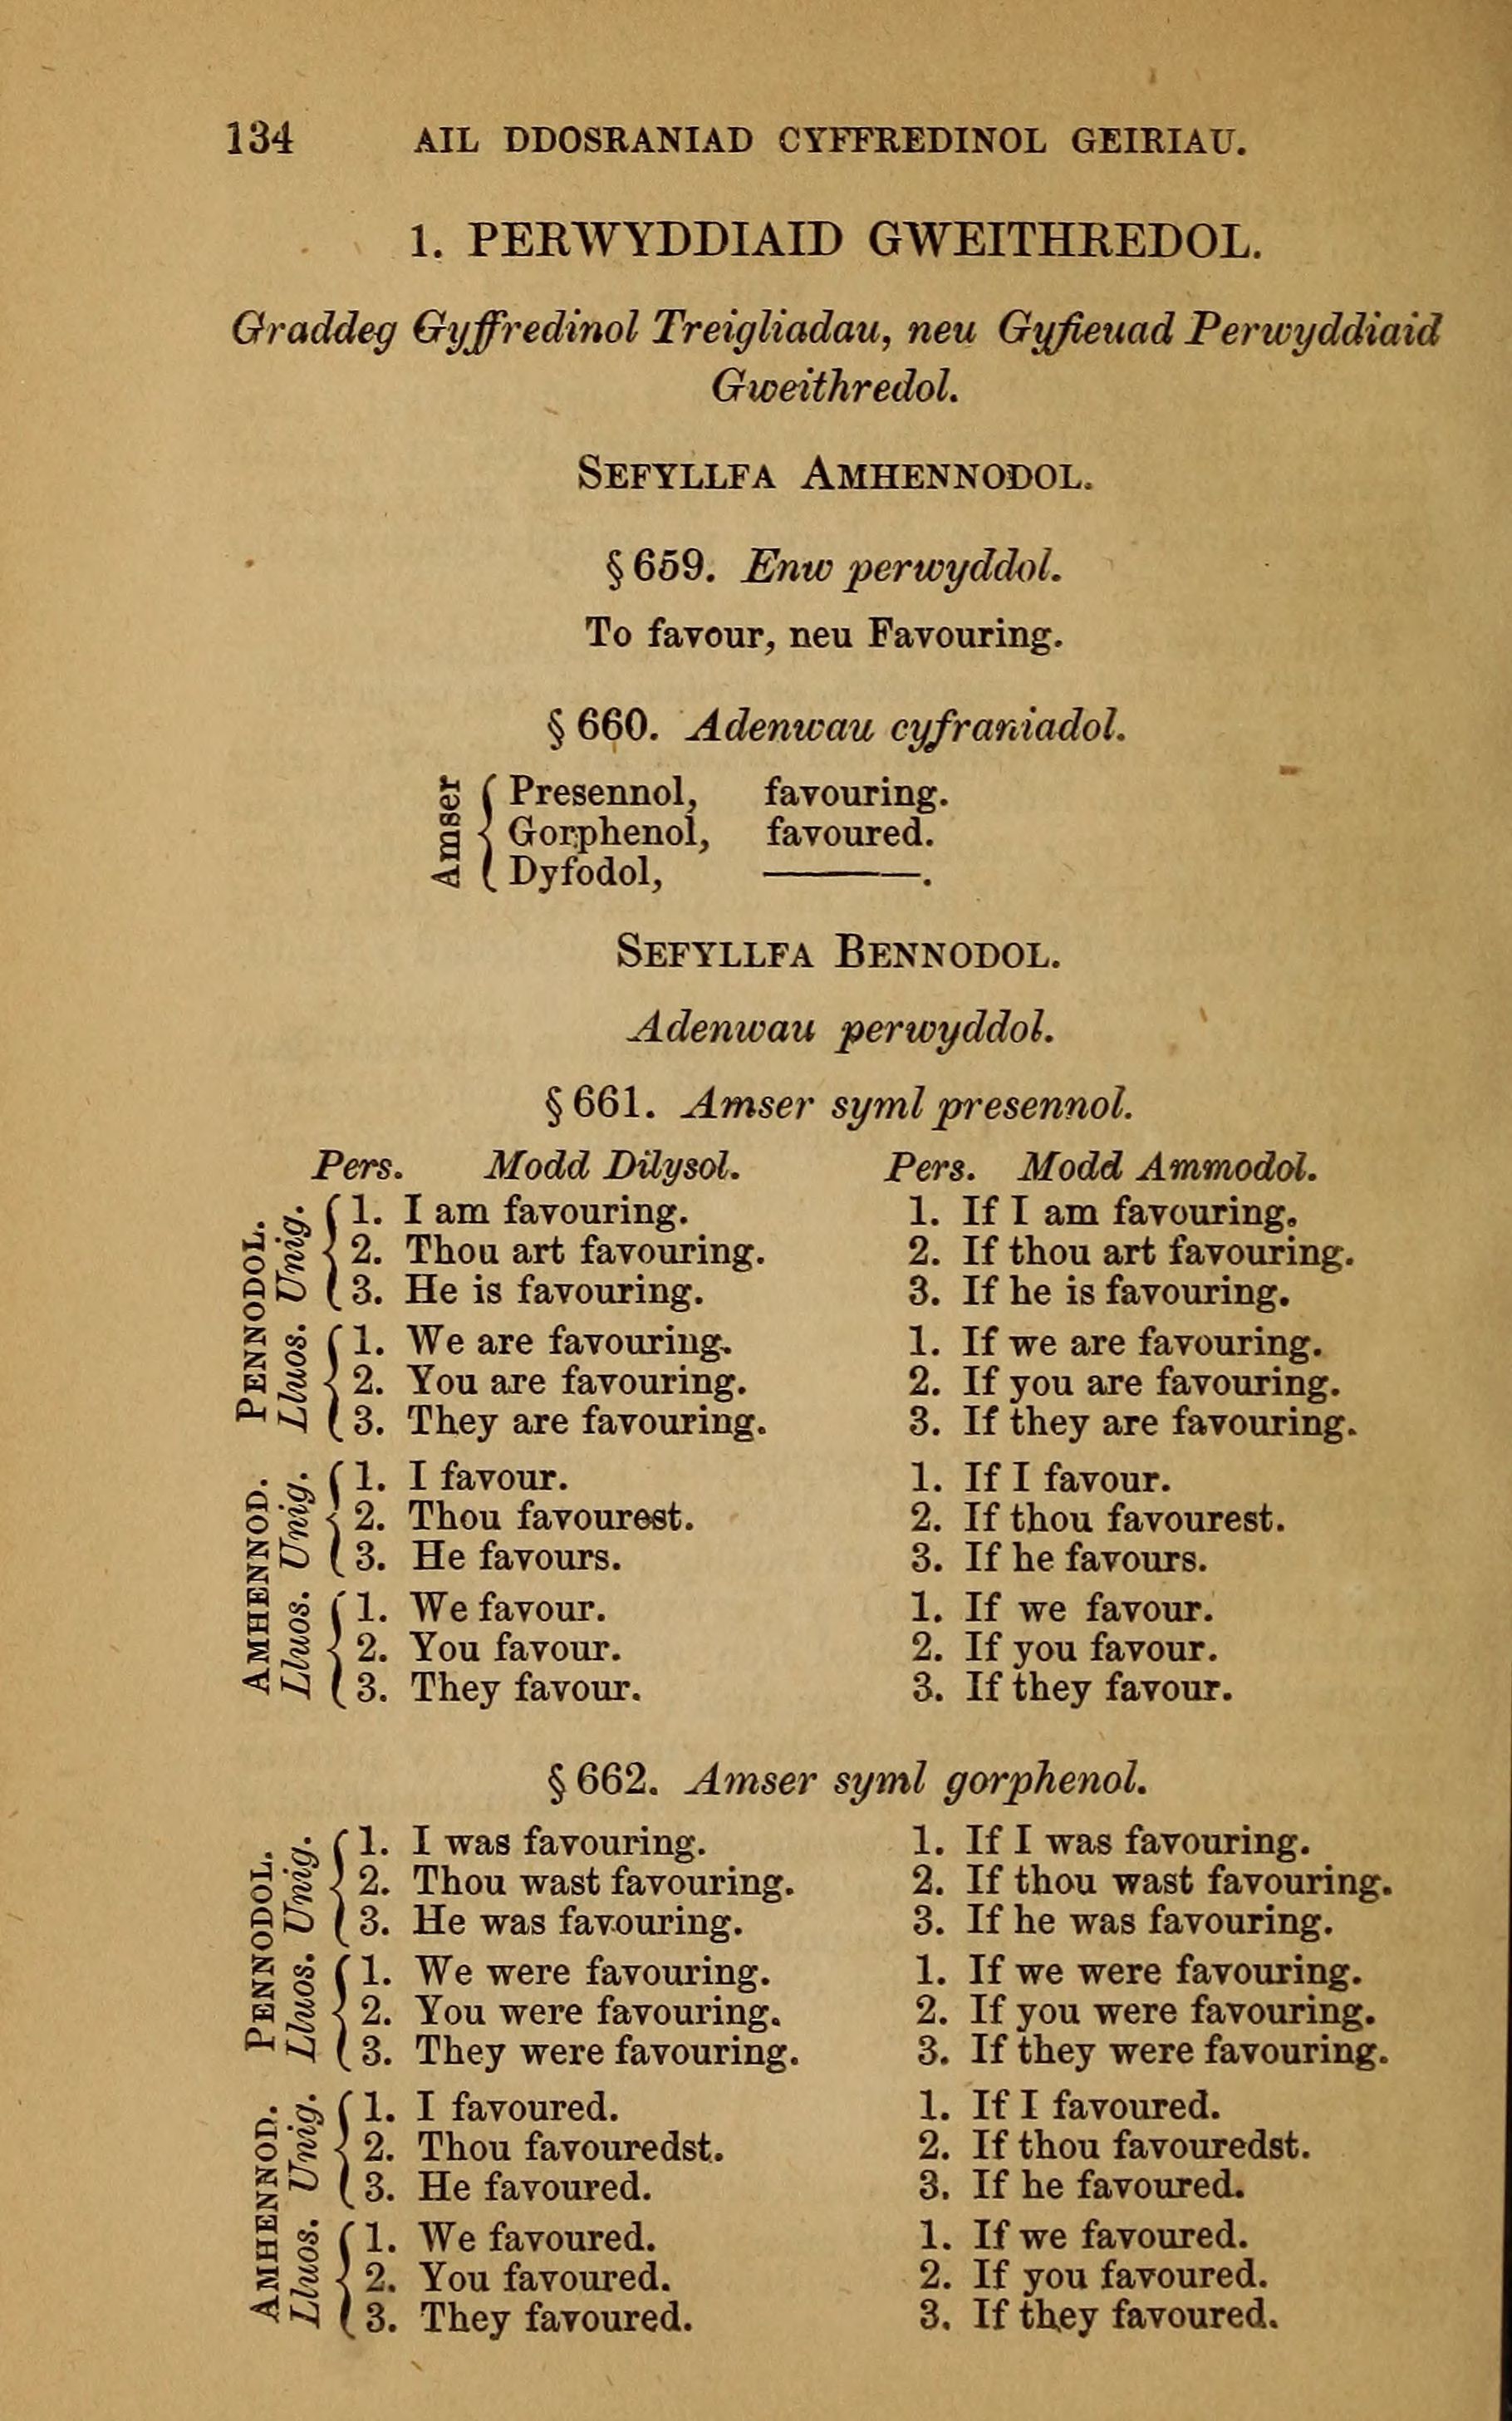 134 AIL DDOSRANIAD CYFFREDINOL GEIRIAU.
1. PERWYDDIAID GWEITHREDOL.
Graddeg Gyffredinol Treigliadau, neu Gyfieuad Perwyddiaid
Gweithredol.
SEFYLLFA AMHENNODOL.
§ 659. Enw perwyddol.
To favour, neu Favouring.
§ 660. Adenwau cyfraniadol.
Amser
Presennol, favouring.
Gorphenol, favoured.
Dyfodol, ———.
SEFYLLFA BENNODOL.
Adenwau perwyddol.
§ 661. Amser syml presennol.
Pers. Modd Dilysol. Pers. Modd Ammodol.
PENNODOL.
Unig.
1. I am favouring. 1. If I am favouring.
2. Thou art favouring. 2. If thou art favouring.
3. He is favouring. 3. If he is favouring.
Lluos.
1. We are favouring. 1. If we are favouring.
2. You are favouring. 2. If you are favouring.
3. They are favouring. 3. If they are favouring.
AMHENNOD.
Unig.
1. I favour. 1. If I favour.
2. Thou favourest. 2. If thou favourest.
3. He favours. 3. If he favours.
Lluos.
1. We favour. 1. If we favour.
2. You favour. 2. If you favour.
3. They favour. 3. If they favour.
§ 662. Amser syml gorphenol.
PENNODOL.
Unig.
1. I was favouring. 1. If I was favouring.
2. Thou wast favouring. 2. If thou wast favouring.
3. He was favouring. 3. If he was favouring.
Lluos.
1. We were favouring. 1. If we were favouring.
2. You were favouring. 2. If you were favouring.
3. They were favouring. 3. If they were favouring.
AMHENNOD.
Unig.
1. I favoured. 1. If I favoured.
2. Thou favouredst. 2. If thou favouredst.
3. He favoured. 3. If he favoured.
Lluos.
1. We favoured. 1. If we favoured.
2. You favoured. 2. If you favoured.
3. They favoured. 3. If they favoured.